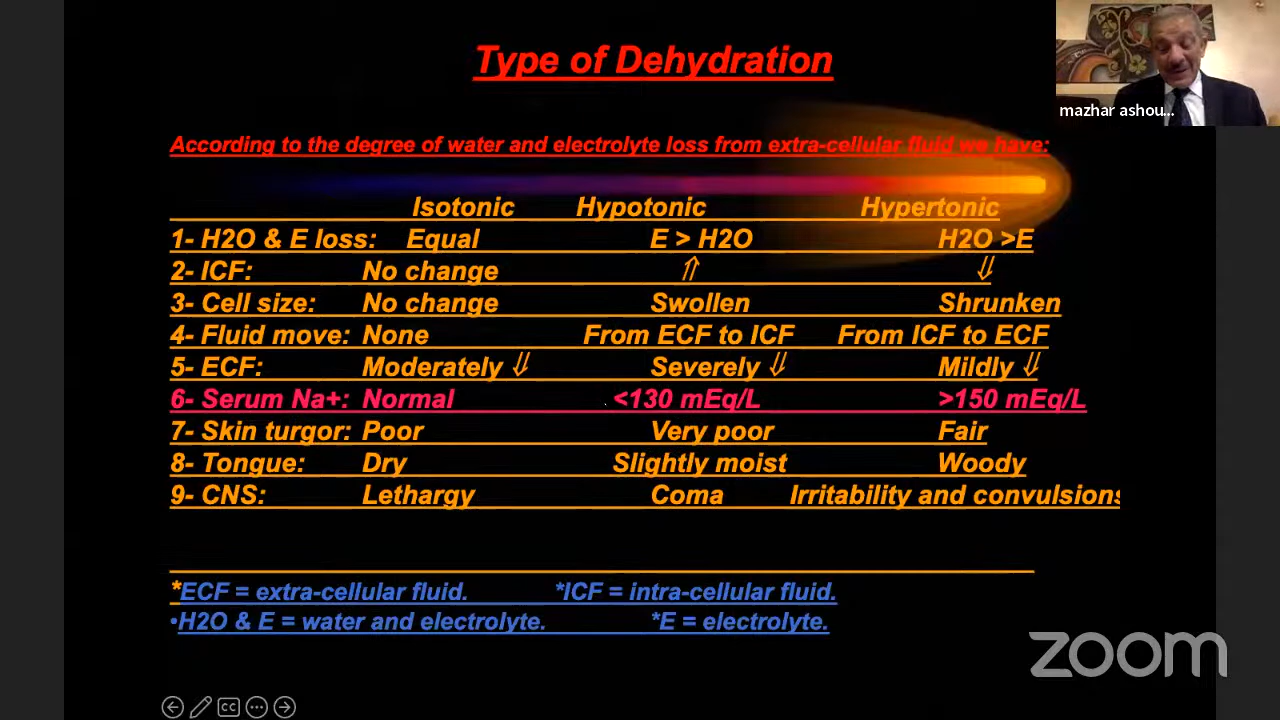 Type of Dehydration
mazhar ashou...
According to the degree of water and electrolyte loss from extra-cellular fluid we have:
Isotonic Hypotonic Hypertonic
1- H2O & E loss: Equal E > H2O H2O >E
2- ICF: No change ⇑ ⇓
3- Cell size: No change Swollen Shrunken
4- Fluid move: None From ECF to ICF From ICF to ECF
5- ECF: Moderately ⇓ Severely ⇓ Mildly ⇓
6- Serum Na+: Normal <130 mEq/L >150 mEq/L
7- Skin turgor: Poor Very poor Fair
8- Tongue: Dry Slightly moist Woody
9- CNS: Lethargy Coma Irritability and convulsions
*ECF = extra-cellular fluid. *ICF = intra-cellular fluid.
•H2O & E = water and electrolyte. *E = electrolyte.
zoom
CC